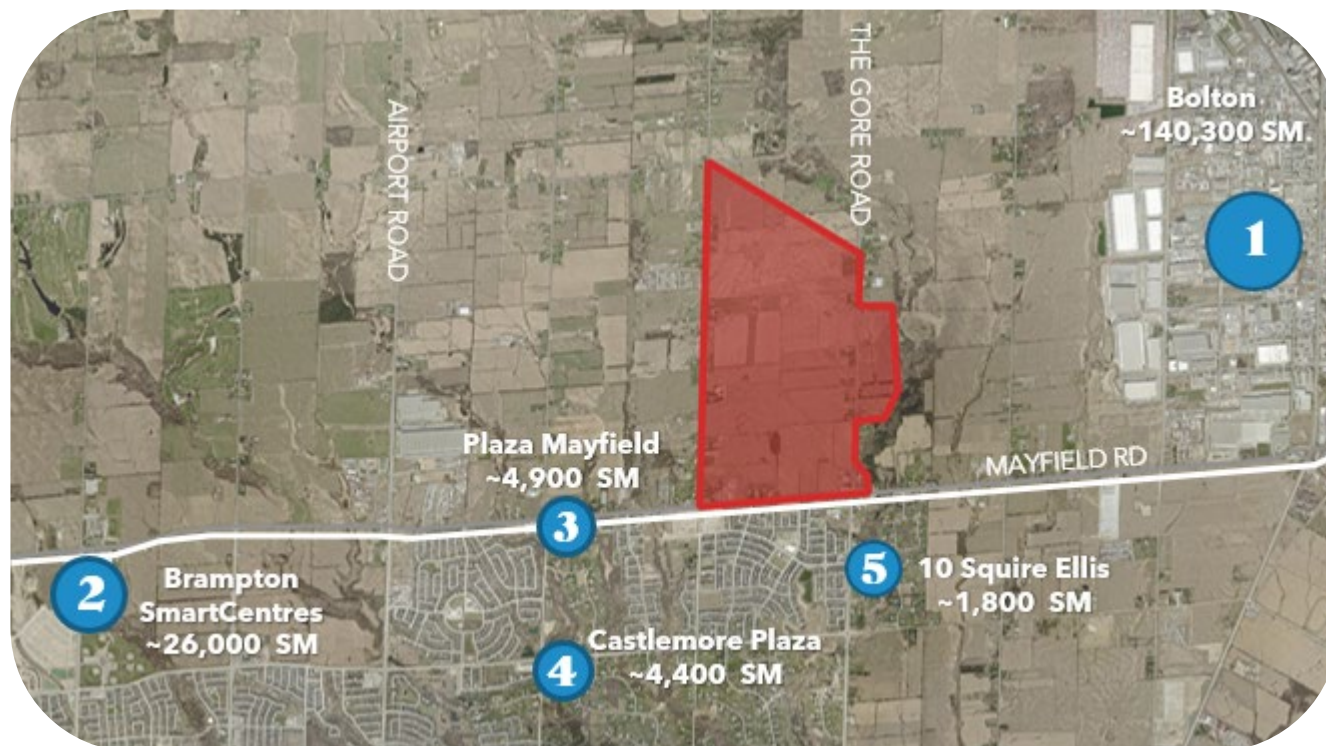 THE GORE ROAD
AIRPORT ROAD
Bolton
~140,300 SM
1
Plaza Mayfield
~4,900 SM
MAYFIELD RD
3
2
Brampton
SmartCentres
~26,000 SM
5
10 Squire Ellis
~1,800 SM
4
Castlemore Plaza
~4,400 SM